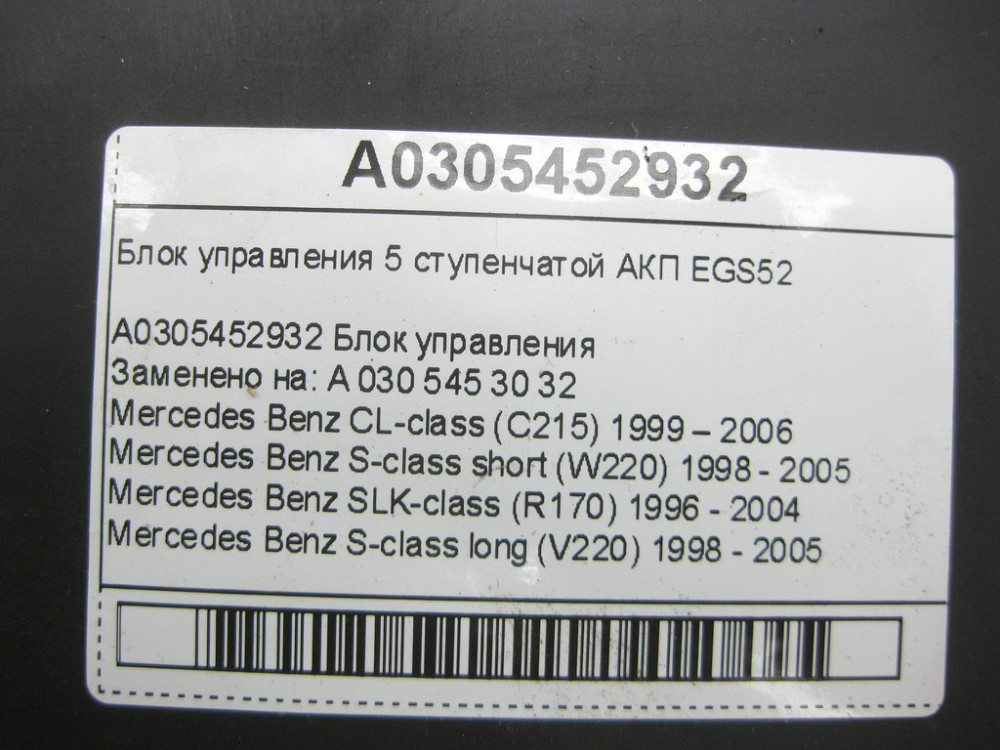 A0305452932
Блок управления 5 ступенчатой АКП EGS52
A0305452932 Блок управления
Заменено на: A 030 545 30 32
Mercedes Benz CL-class (C215) 1999 – 2006
Mercedes Benz S-class short (W220) 1998 - 2005
Mercedes Benz SLK-class (R170) 1996 - 2004
Mercedes Benz S-class long (V220) 1998 - 2005